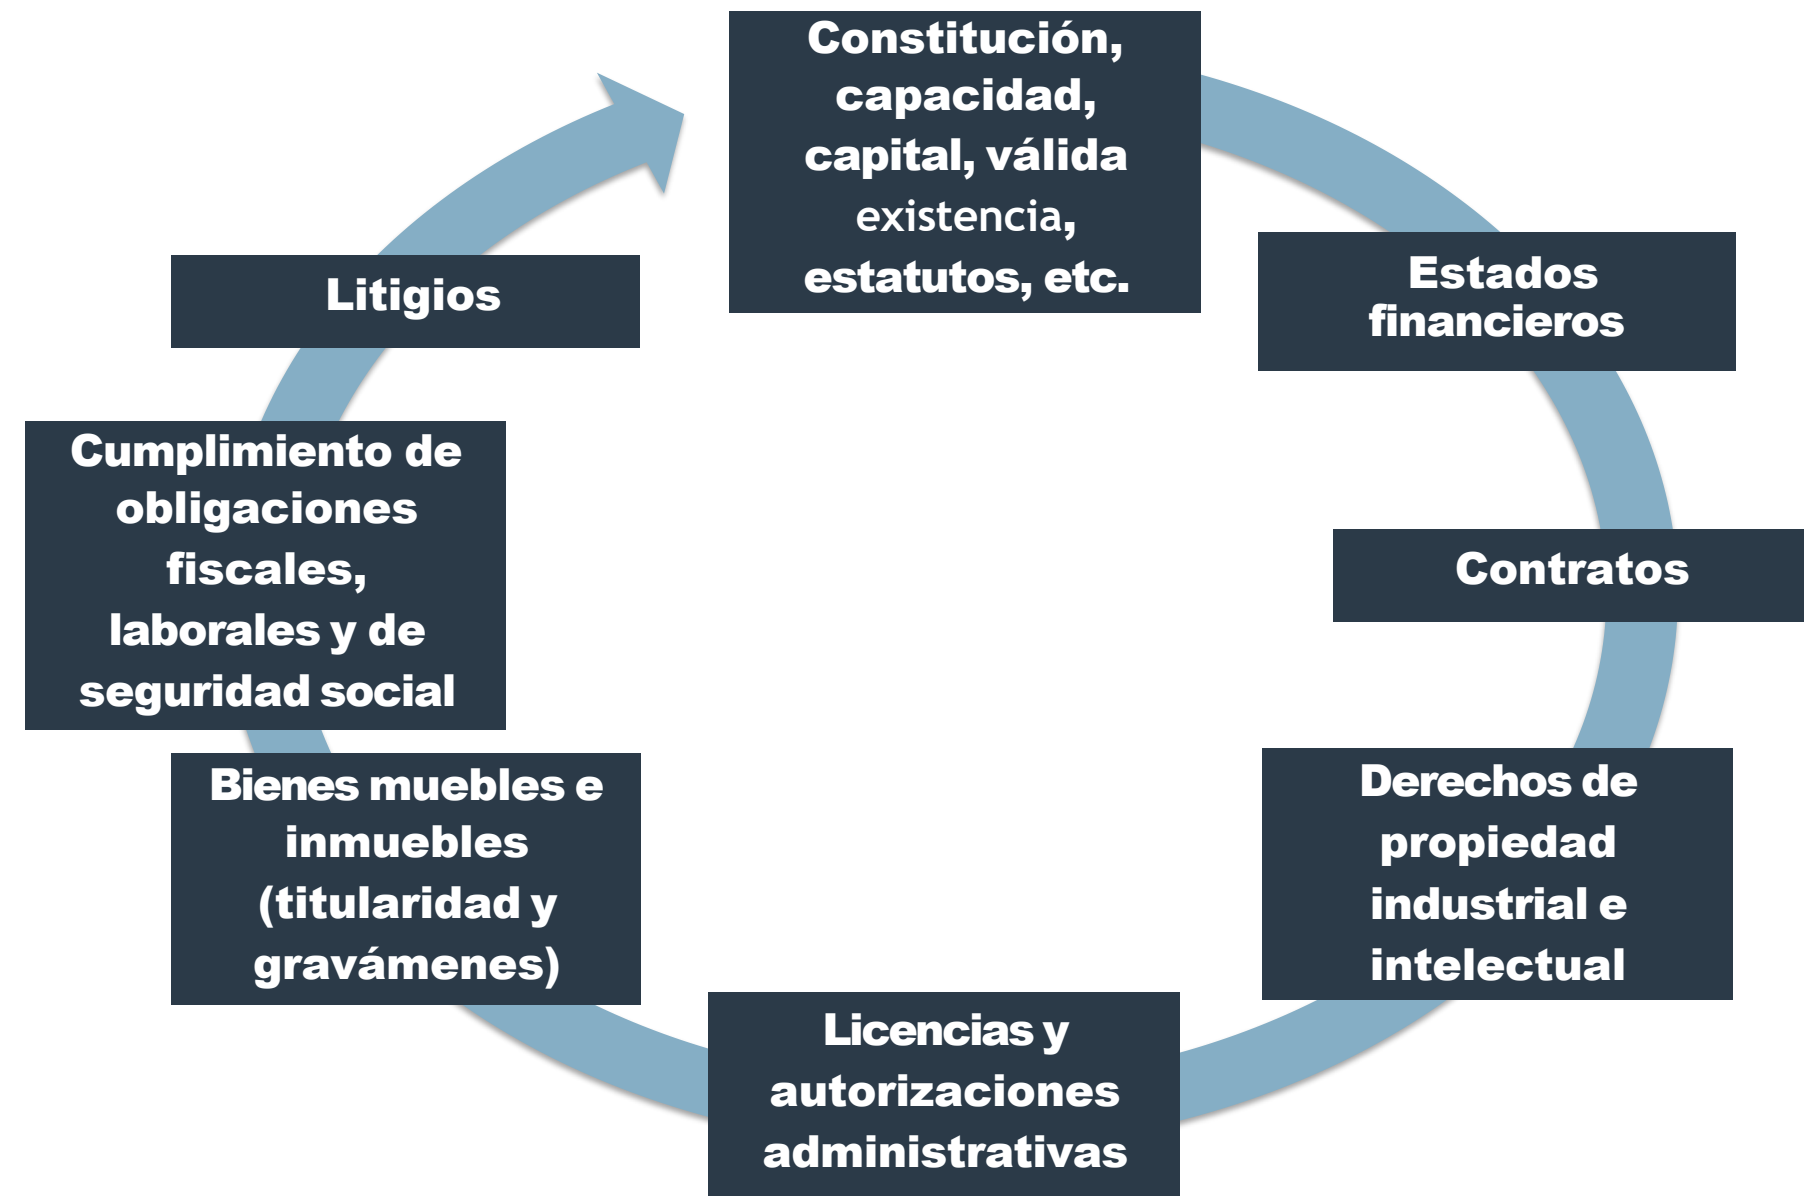 Constitución,
capacidad,
capital, válida
existencia,
estatutos, etc.
Estados
financieros
Contratos
Derechos de
propiedad
industrial e
intelectual
Licencias y
autorizaciones
administrativas
Bienes muebles e
inmuebles
(titularidad y
gravámenes)
Cumplimiento de
obligaciones
fiscales,
laborales y de
seguridad social
Litigios